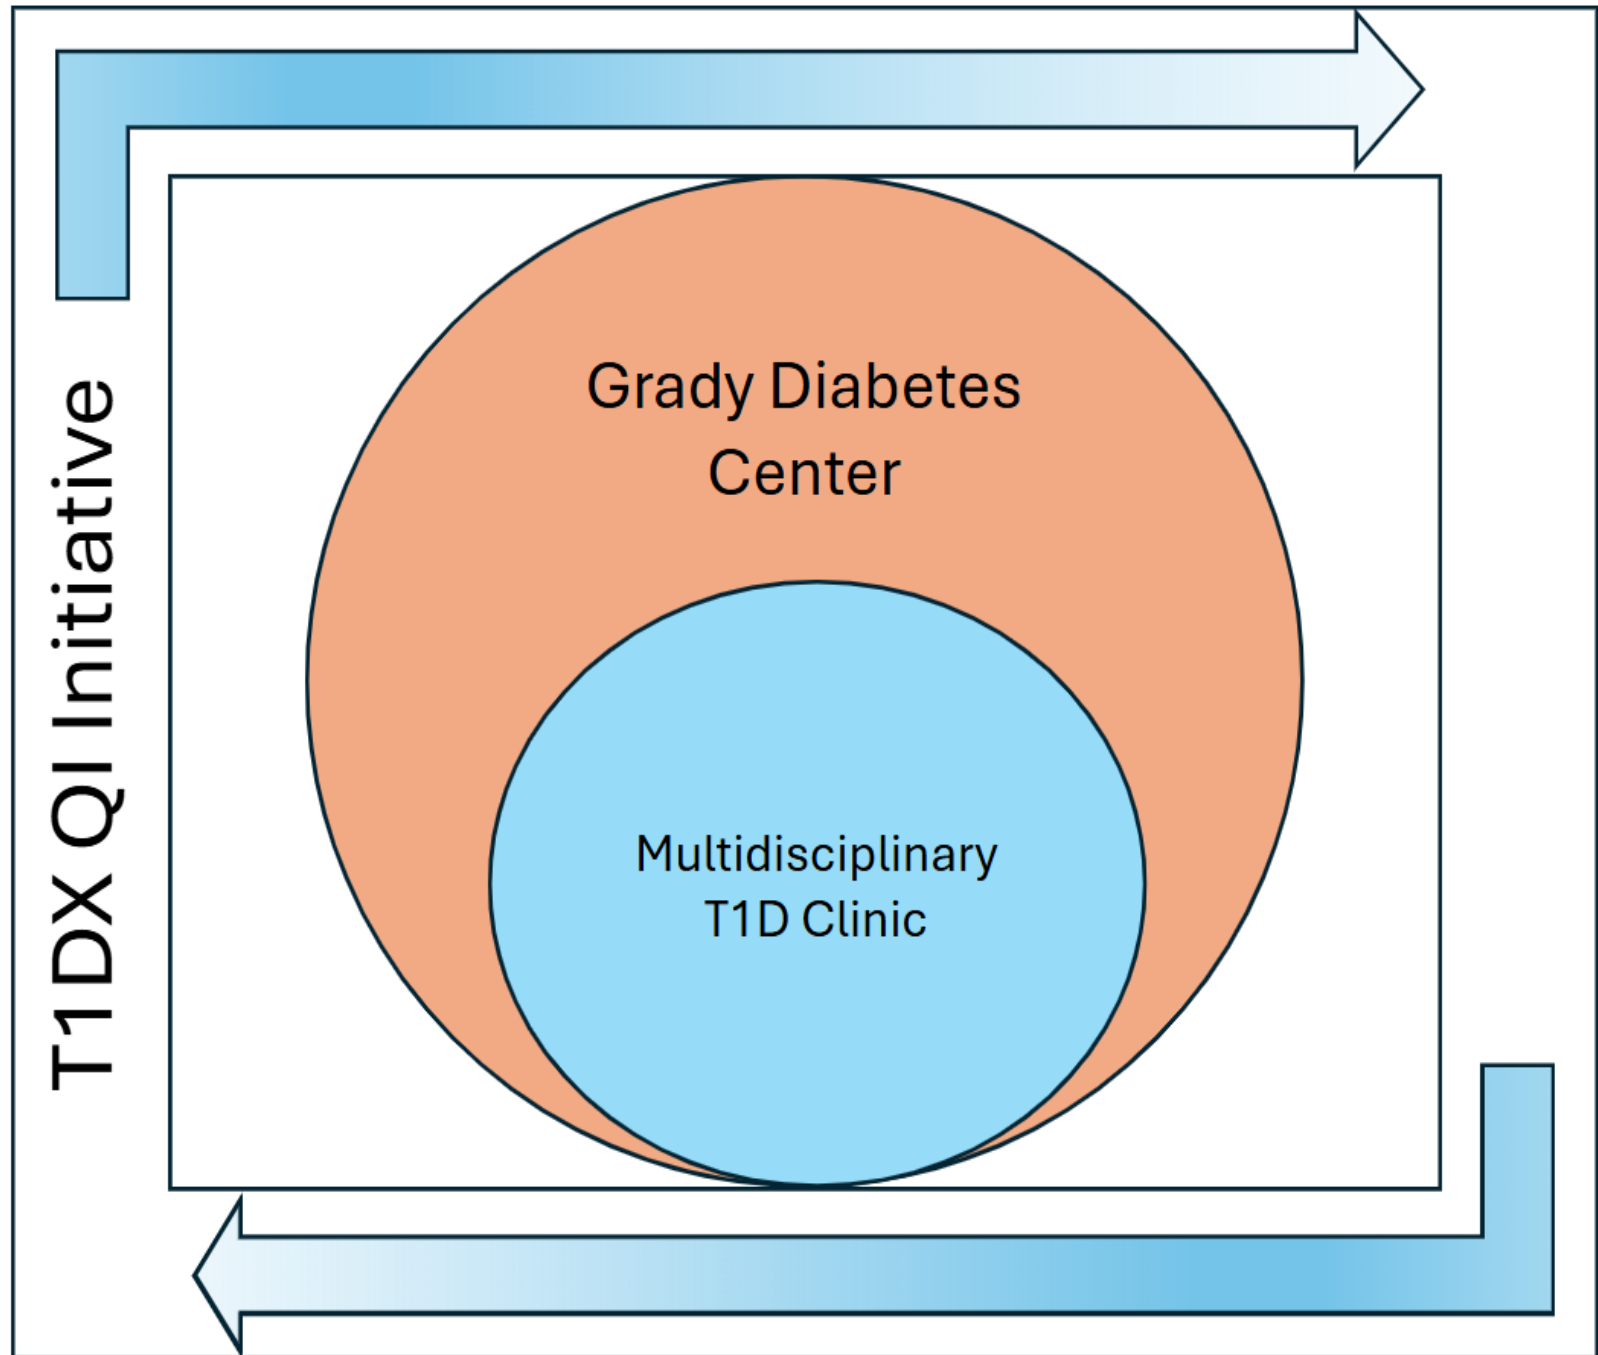 T1DX QI Initiative
Grady Diabetes
Center
Multidisciplinary
T1D Clinic